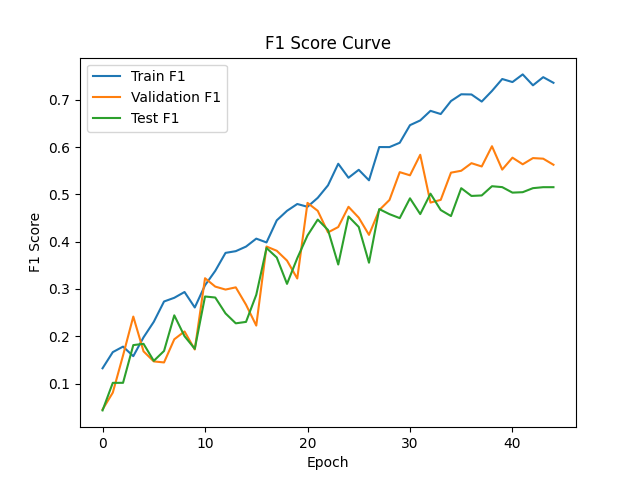 F1 Score Curve
Train F1
Validation F1
Test F1
0.7
0.6
0.5
0.4
0.3
0.2
0.1
F1 Score
0 10 20 30 40
Epoch